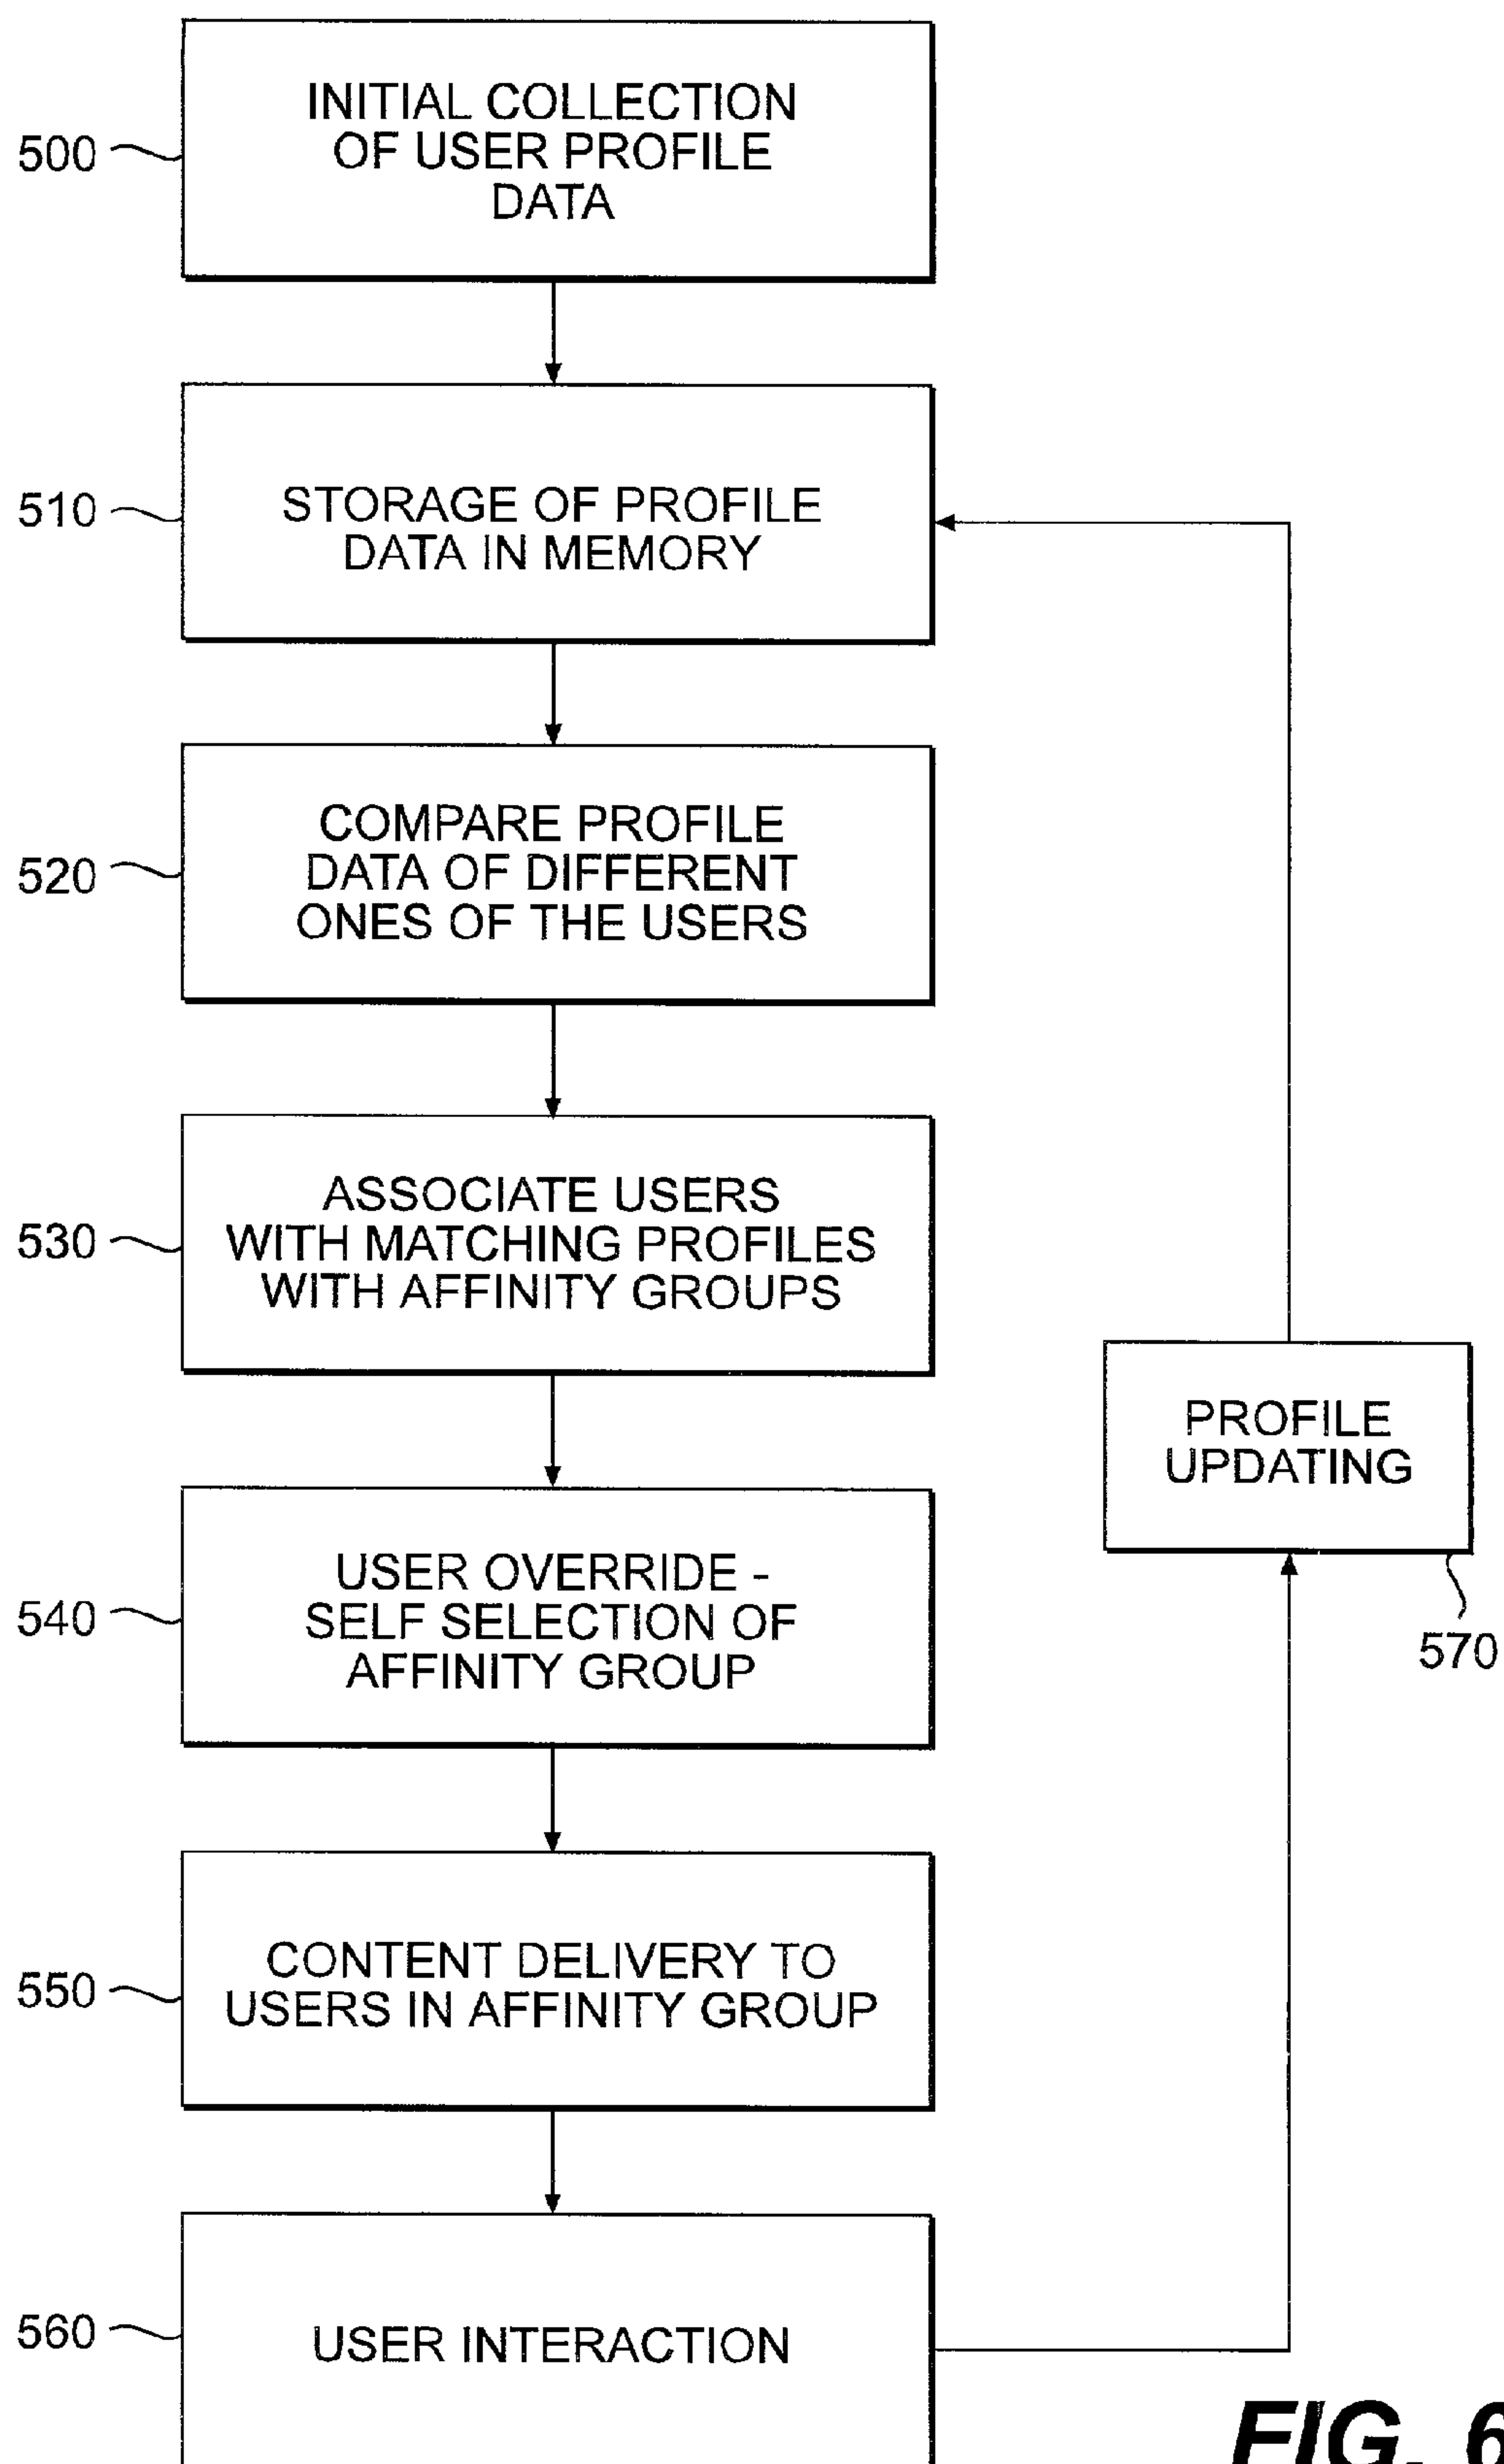 INITIAL COLLECTION
OF USER PROFILE
DATA
500
STORAGE OF PROFILE
DATA IN MEMORY
510
COMPARE PROFILE
DATA OF DIFFERENT
ONES OF THE USERS
520
ASSOCIATE USERS
WITH MATCHING PROFILES
WITH AFFINITY GROUPS
530
PROFILE
UPDATING
570
USER OVERRIDE -
SELF SELECTION OF
AFFINITY GROUP
540
CONTENT DELIVERY TO
USERS IN AFFINITY GROUP
550
USER INTERACTION
560
FIG. 6